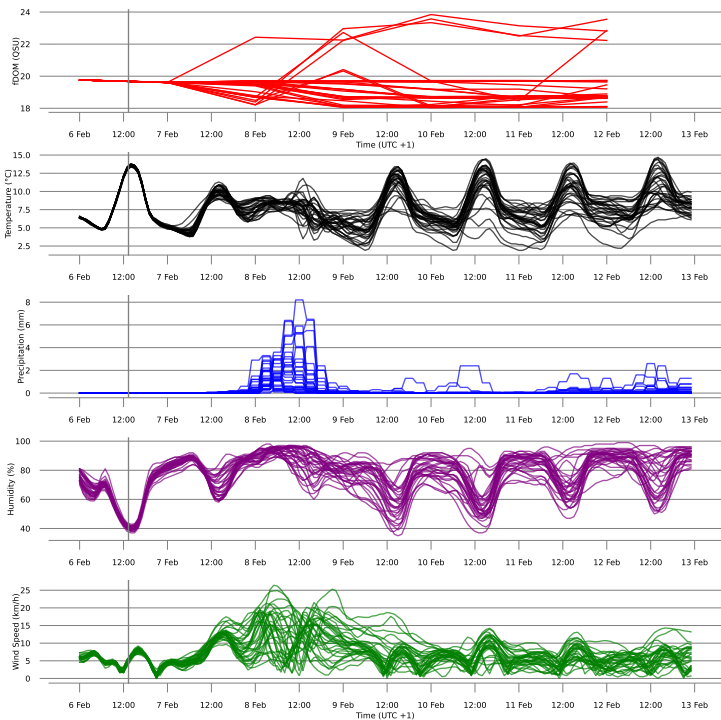 24
22
20
18
fDOM (QSU)
6 Feb 12:00 7 Feb 12:00 8 Feb 12:00 9 Feb 12:00 10 Feb 12:00 11 Feb 12:00 12 Feb 12:00 13 Feb
Time (UTC +1)
15.0
12.5
10.0
7.5
5.0
2.5
Temperature (°C)
6 Feb 12:00 7 Feb 12:00 8 Feb 12:00 9 Feb 12:00 10 Feb 12:00 11 Feb 12:00 12 Feb 12:00 13 Feb
8
6
4
2
0
Precipitation (mm)
6 Feb 12:00 7 Feb 12:00 8 Feb 12:00 9 Feb 12:00 10 Feb 12:00 11 Feb 12:00 12 Feb 12:00 13 Feb
100
80
60
40
Humidity (%)
6 Feb 12:00 7 Feb 12:00 8 Feb 12:00 9 Feb 12:00 10 Feb 12:00 11 Feb 12:00 12 Feb 12:00 13 Feb
25
20
15
10
5
0
Wind Speed (km/h)
6 Feb 12:00 7 Feb 12:00 8 Feb 12:00 9 Feb 12:00 10 Feb 12:00 11 Feb 12:00 12 Feb 12:00 13 Feb
Time (UTC +1)